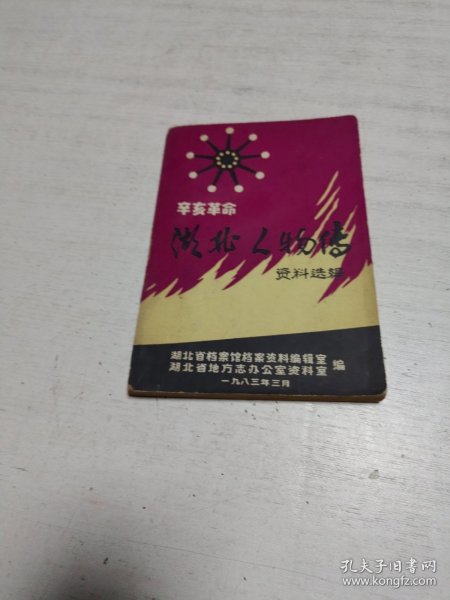 辛亥革命
湖北人物传
资料选辑
湖北省档案馆档案资料编辑室
湖北省地方志办公室资料室
编
一九八三年三月
孔夫子旧书网
www.kongfz.com